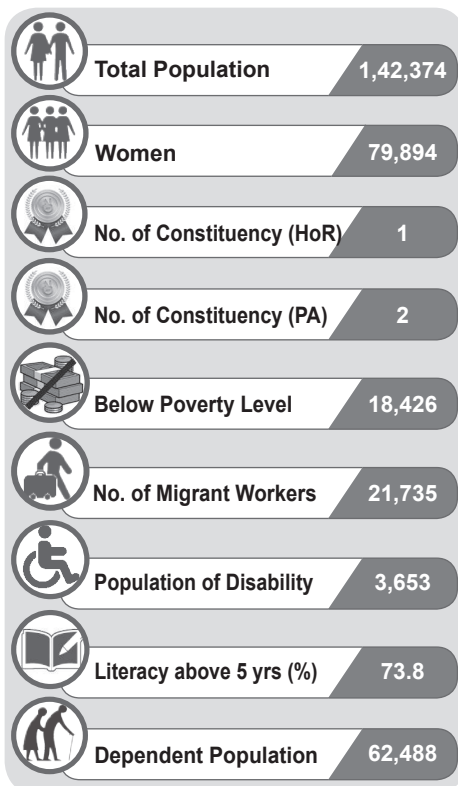 Total Population 1,42,374
Women 79,894
No. of Constituency (HoR) 1
No. of Constituency (PA) 2
Below Poverty Level 18,426
No. of Migrant Workers 21,735
Population of Disability 3,653
Literacy above 5 yrs (%) 73.8
Dependent Population 62,488